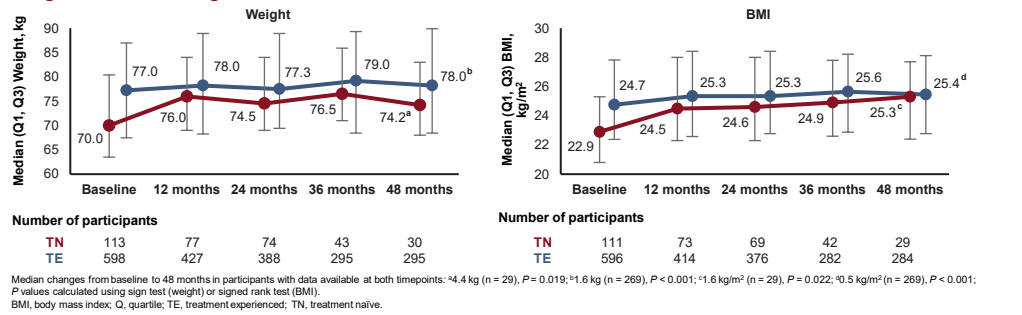 Weight
Median (Q1, Q3) Weight, kg
90
85
80
75
70
65
60
77.0
78.0
77.3
79.0
78.0b
70.0
76.0
74.5
76.5
74.2a
Baseline 12 months 24 months 36 months 48 months
Number of participants
TN 113 77 74 43 30
TE 598 427 388 295 295
BMI
Median (Q1, Q3) BMI, kg/m2
30
28
26
24
22
20
24.7
25.3
25.3
25.6
25.4d
22.9
24.5
24.6
24.9
25.3c
Baseline 12 months 24 months 36 months 48 months
Number of participants
TN 111 73 69 42 29
TE 596 414 376 282 284
Median changes from baseline to 48 months in participants with data available at both timepoints: a4.4 kg (n = 29), P = 0.019; b1.6 kg (n = 269), P < 0.001; c1.6 kg/m2 (n = 29), P = 0.022; d0.5 kg/m2 (n = 269), P < 0.001;
P values calculated using sign test (weight) or signed rank test (BMI).
BMI, body mass index; Q, quartile; TE, treatment experienced; TN, treatment naïve.